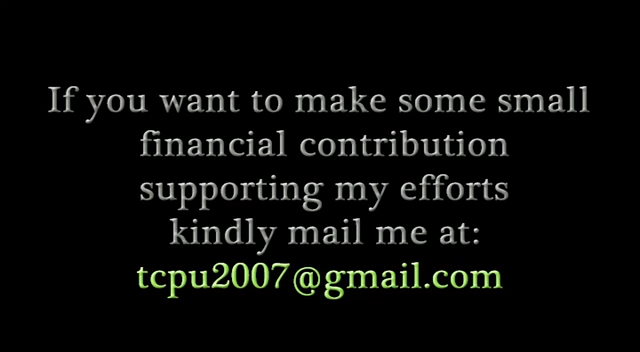 If you want to make some small
financial contribution
supporting my efforts
kindly mail me at:
tcpu2007@gmail.com